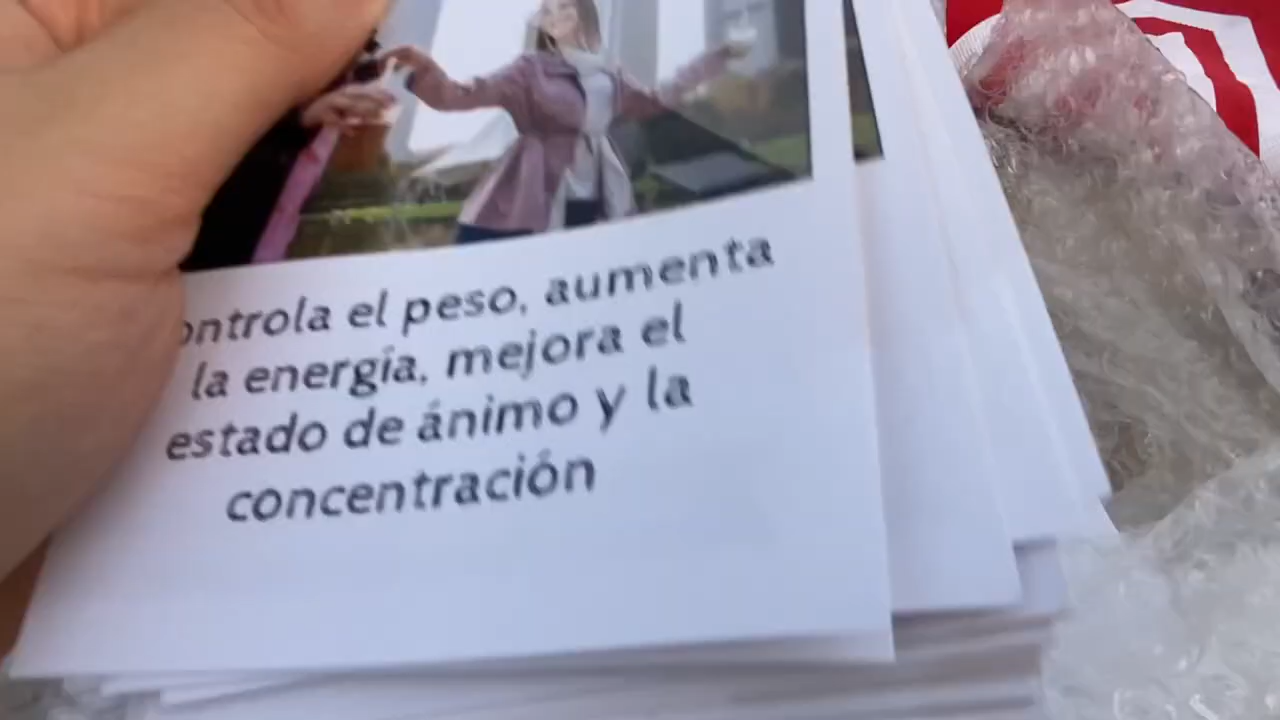 ontrola el peso, aumenta
la energía, mejora el
estado de ánimo y la
concentración